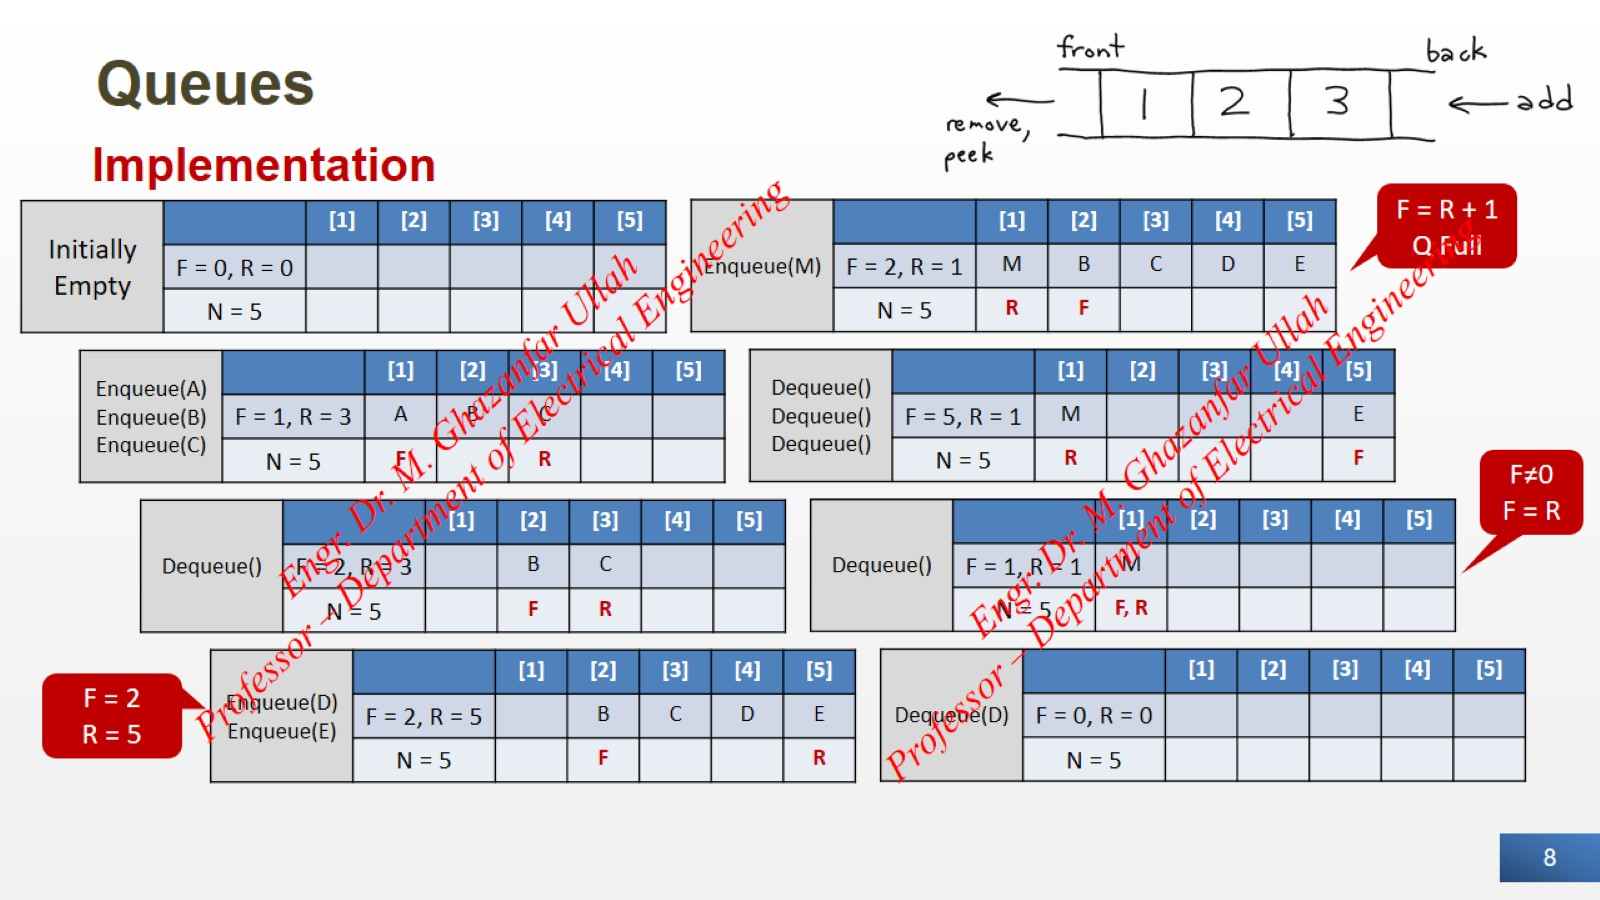 Queues
Implementation
front
back
1 2 3
add
remove,
peek
Initially
Empty
[1] [2] [3] [4] [5]
F = 0, R = 0
N = 5
Enqueue(A)
Enqueue(B)
Enqueue(C)
[1] [2] [3] [4] [5]
F = 1, R = 3 A B C
N = 5 F R
Dequeue()
[1] [2] [3] [4] [5]
F = 2, R = 3 B C
N = 5 F R
F = 2
R = 5
Enqueue(D)
Enqueue(E)
[1] [2] [3] [4] [5]
F = 2, R = 5 B C D E
N = 5 F R
Enqueue(M)
[1] [2] [3] [4] [5]
F = 2, R = 1 M B C D E
N = 5 R F
F = R + 1
Q Full
Dequeue()
Dequeue()
Dequeue()
[1] [2] [3] [4] [5]
F = 5, R = 1 M E
N = 5 R F
Dequeue()
[1] [2] [3] [4] [5]
F = 1, R = 1 M
N = 5 F, R
F≠0
F = R
Dequeue(D)
[1] [2] [3] [4] [5]
F = 0, R = 0
N = 5
Engr. Dr. M. Ghazanfar Ullah
Professor – Department of Electrical Engineering
Engr. Dr. M. Ghazanfar Ullah
Professor – Department of Electrical Engineering
8